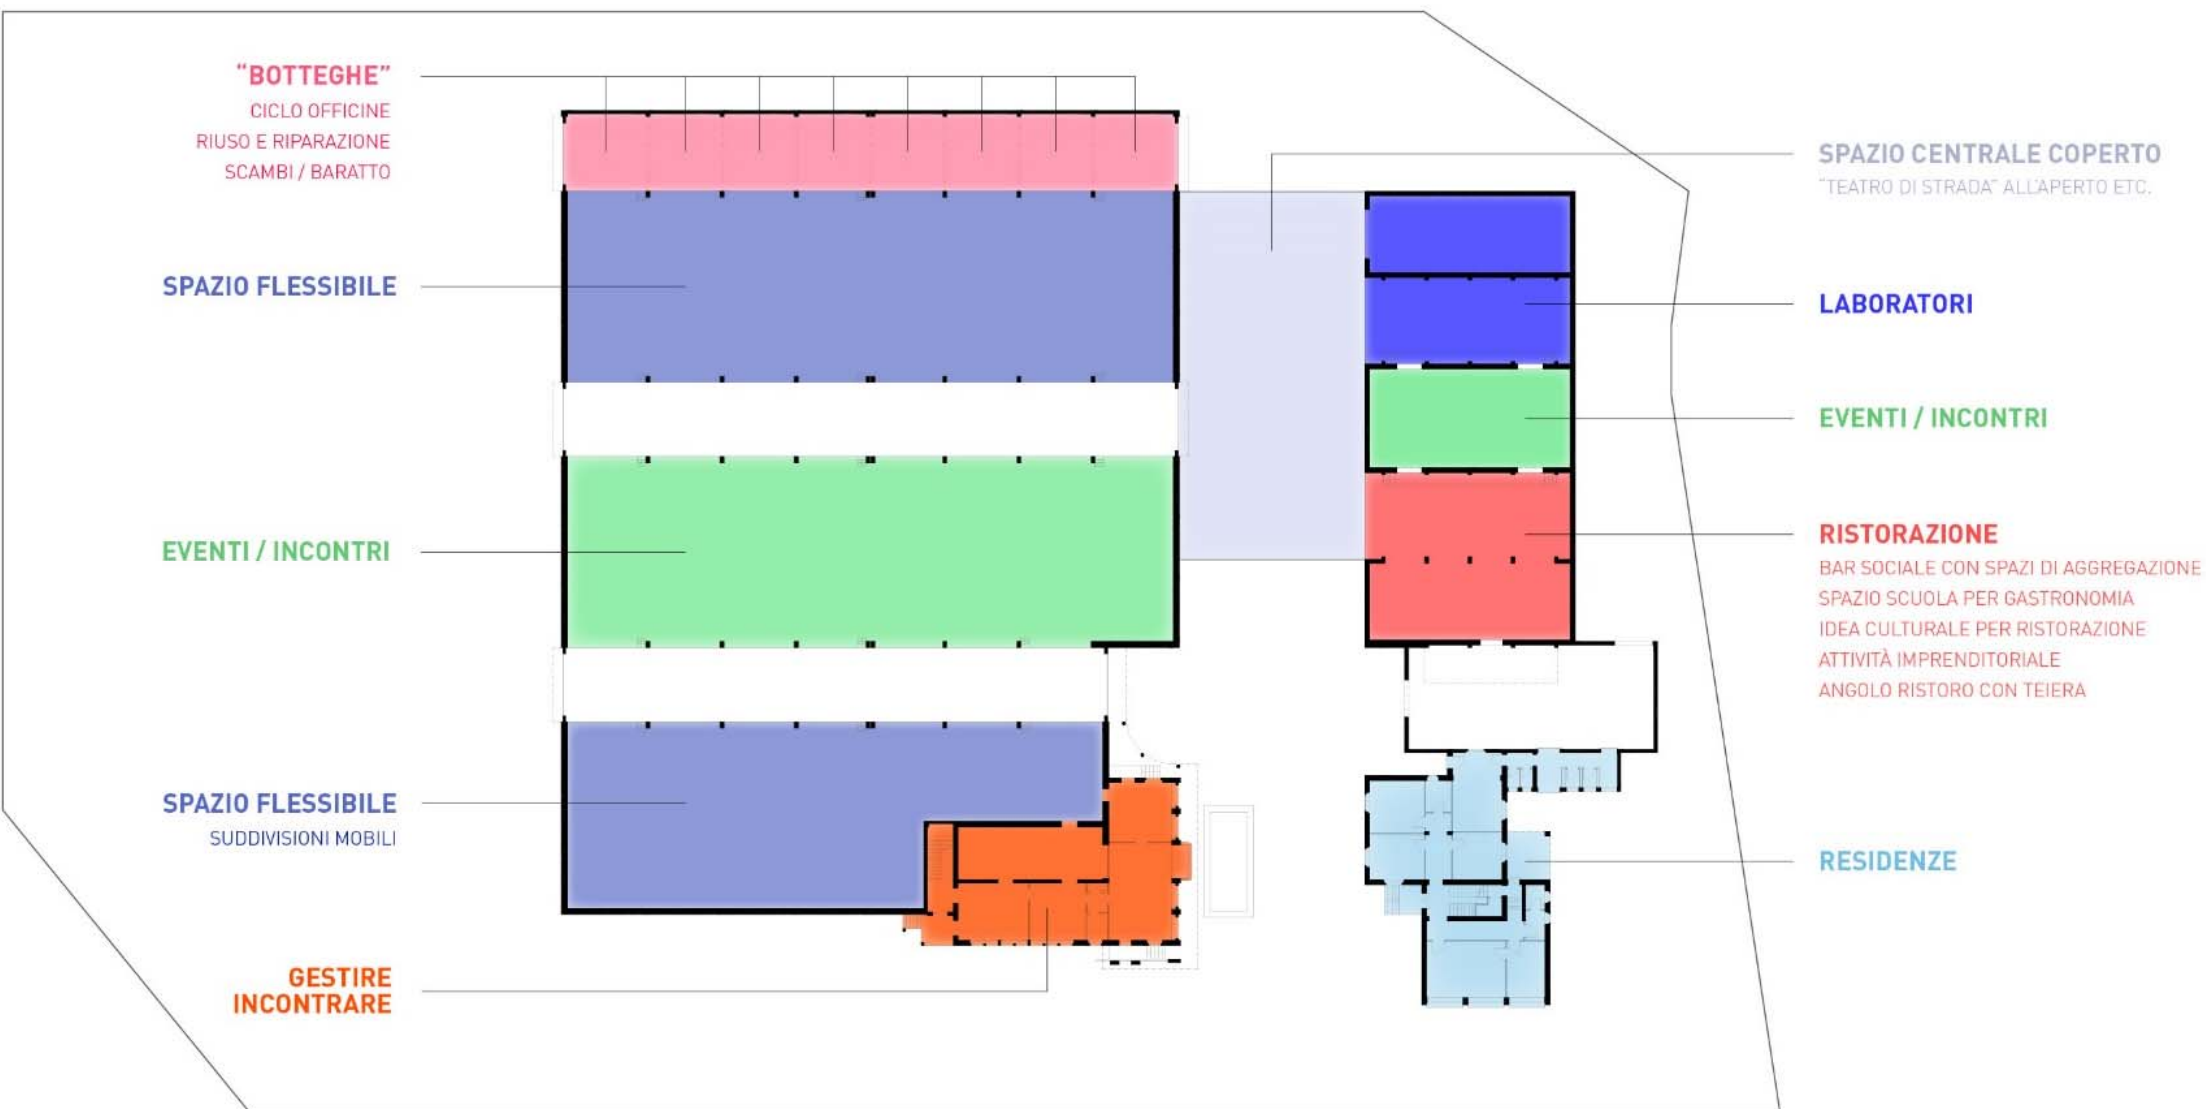 “BOTTEGHE”
CICLO OFFICINE
RIUSO E RIPARAZIONE
SCAMBI / BARATTO
SPAZIO FLESSIBILE
EVENTI / INCONTRI
SPAZIO FLESSIBILE
SUDDIVISIONI MOBILI
GESTIRE
INCONTRARE
SPAZIO CENTRALE COPERTO
“TEATRO DI STRADA” ALL'APERTO ETC.
LABORATORI
EVENTI / INCONTRI
RISTORAZIONE
BAR SOCIALE CON SPAZI DI AGGREGAZIONE
SPAZIO SCUOLA PER GASTRONOMIA
IDEA CULTURALE PER RISTORAZIONE
ATTIVITÀ IMPRENDITORIALE
ANGOLO RISTORO CON TEIERA
RESIDENZE